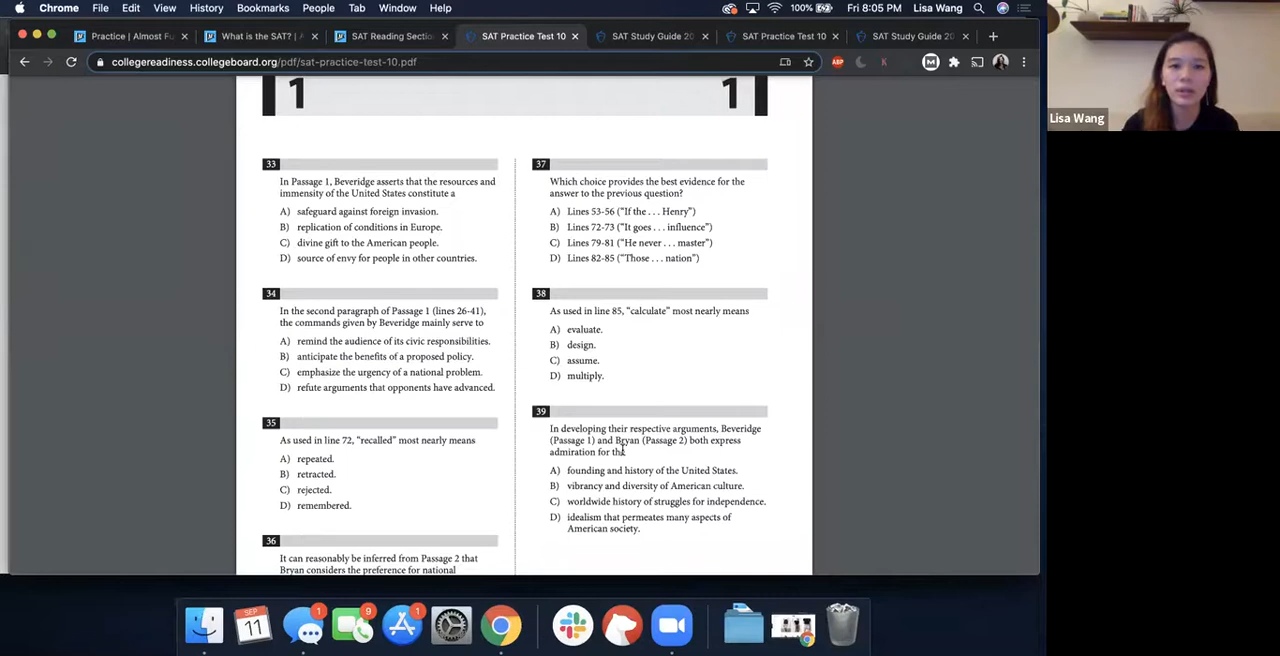 Chrome File Edit View History Bookmarks People Tab Window Help
100% Fri 8:05 PM Lisa Wang
Practice | Almost Fu
What is the SAT? | A
SAT Reading Sectio
SAT Practice Test 10
SAT Study Guide 20
SAT Practice Test 10
SAT Study Guide 20
collegereadiness.collegeboard.org/pdf/sat-practice-test-10.pdf
ABP
M
K
1
1
33
In Passage 1, Beveridge asserts that the resources and
immensity of the United States constitute a
A) safeguard against foreign invasion.
B) replication of conditions in Europe.
C) divine gift to the American people.
D) source of envy for people in other countries.
34
In the second paragraph of Passage 1 (lines 26-41),
the commands given by Beveridge mainly serve to
A) remind the audience of its civic responsibilities.
B) anticipate the benefits of a proposed policy.
C) emphasize the urgency of a national problem.
D) refute arguments that opponents have advanced.
35
As used in line 72, “recalled” most nearly means
A) repeated.
B) retracted.
C) rejected.
D) remembered.
36
It can reasonably be inferred from Passage 2 that
Bryan considers the preference for national
37
Which choice provides the best evidence for the
answer to the previous question?
A) Lines 53-56 (“If the . . . Henry”)
B) Lines 72-73 (“It goes . . . influence”)
C) Lines 79-81 (“He never . . . master”)
D) Lines 82-85 (“Those . . . nation”)
38
As used in line 85, “calculate” most nearly means
A) evaluate.
B) design.
C) assume.
D) multiply.
39
In developing their respective arguments, Beveridge
(Passage 1) and Bryan (Passage 2) both express
admiration for the
A) founding and history of the United States.
B) vibrancy and diversity of American culture.
C) worldwide history of struggles for independence.
D) idealism that permeates many aspects of
American society.
Lisa Wang
SEP
11
1
9
1